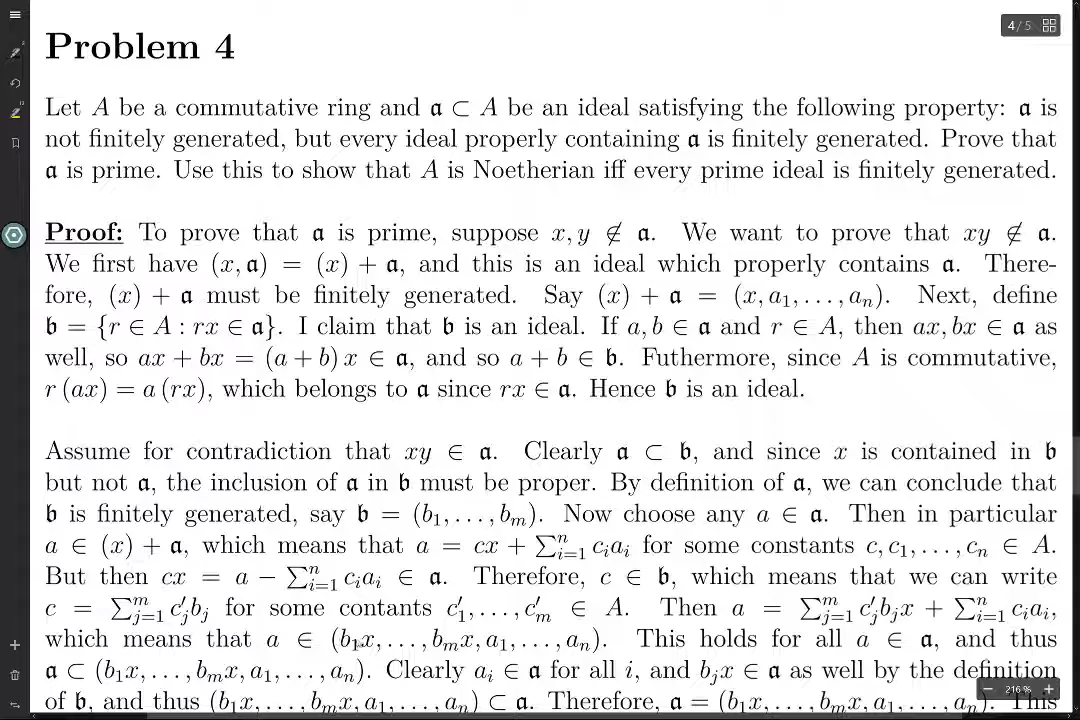 4 / 5
Problem 4
Let A be a commutative ring and 𝔞 ⊂ A be an ideal satisfying the following property: 𝔞 is
not finitely generated, but every ideal properly containing 𝔞 is finitely generated. Prove that
𝔞 is prime. Use this to show that A is Noetherian iff every prime ideal is finitely generated.
Proof: To prove that 𝔞 is prime, suppose x, y ∉ 𝔞. We want to prove that xy ∉ 𝔞.
We first have (x, 𝔞) = (x) + 𝔞, and this is an ideal which properly contains 𝔞. There-
fore, (x) + 𝔞 must be finitely generated. Say (x) + 𝔞 = (x, a₁, . . . , aₙ). Next, define
𝔟 = {r ∈ A : rx ∈ 𝔞}. I claim that 𝔟 is an ideal. If a, b ∈ 𝔞 and r ∈ A, then ax, bx ∈ 𝔞 as
well, so ax + bx = (a + b) x ∈ 𝔞, and so a + b ∈ 𝔟. Futhermore, since A is commutative,
r (ax) = a (rx), which belongs to 𝔞 since rx ∈ 𝔞. Hence 𝔟 is an ideal.
Assume for contradiction that xy ∈ 𝔞. Clearly 𝔞 ⊂ 𝔟, and since x is contained in 𝔟
but not 𝔞, the inclusion of 𝔞 in 𝔟 must be proper. By definition of 𝔞, we can conclude that
𝔟 is finitely generated, say 𝔟 = (b₁, . . . , bₘ). Now choose any a ∈ 𝔞. Then in particular
a ∈ (x) + 𝔞, which means that a = cx + ∑ⁿᵢ₌₁ cᵢaᵢ for some constants c, c₁, . . . , cₙ ∈ A.
But then cx = a − ∑ⁿᵢ₌₁ cᵢaᵢ ∈ 𝔞. Therefore, c ∈ 𝔟, which means that we can write
c = ∑ᵐⱼ₌₁ c′ⱼbⱼ for some contants c′₁, . . . , c′ₘ ∈ A. Then a = ∑ᵐⱼ₌₁ c′ⱼbⱼx + ∑ⁿᵢ₌₁ cᵢaᵢ,
which means that a ∈ (b₁x, . . . , bₘx, a₁, . . . , aₙ). This holds for all a ∈ 𝔞, and thus
𝔞 ⊂ (b₁x, . . . , bₘx, a₁, . . . , aₙ). Clearly aᵢ ∈ 𝔞 for all i, and bⱼx ∈ 𝔞 as well by the definition
of 𝔟, and thus (b₁x, . . . , bₘx, a₁, . . . , aₙ) ⊂ 𝔞. Therefore, 𝔞 = (b₁x, . . . , bₘx, a₁, . . . , aₙ). This
216 %